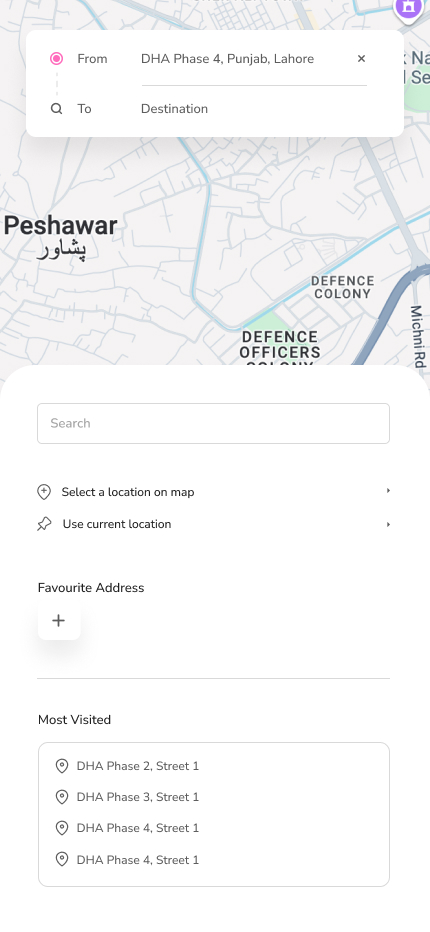 From
DHA Phase 4, Punjab, Lahore
To
Destination
Peshawar
پشاور
DEFENCE
COLONY
DEFENCE
OFFICERS
COLONY
Michni Rd
Search
Select a location on map
Use current location
Favourite Address
Most Visited
DHA Phase 2, Street 1
DHA Phase 3, Street 1
DHA Phase 4, Street 1
DHA Phase 4, Street 1